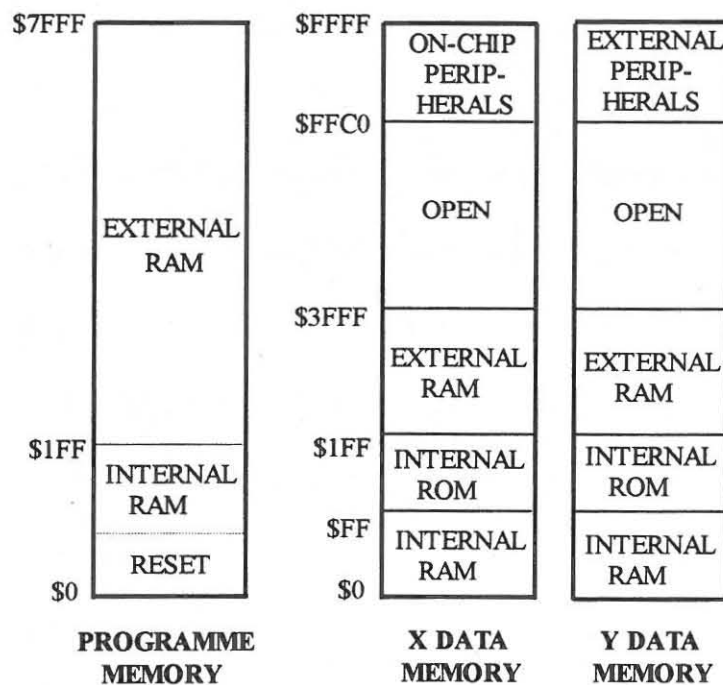 $7FFF
EXTERNAL
RAM
$1FF
INTERNAL
RAM
RESET
$0
PROGRAMME
MEMORY
$FFFF
ON-CHIP
PERIP-
HERALS
$FFC0
OPEN
$3FFF
EXTERNAL
RAM
$1FF
INTERNAL
ROM
$FF
INTERNAL
RAM
$0
X DATA
MEMORY
EXTERNAL
PERIP-
HERALS
OPEN
EXTERNAL
RAM
INTERNAL
ROM
INTERNAL
RAM
Y DATA
MEMORY